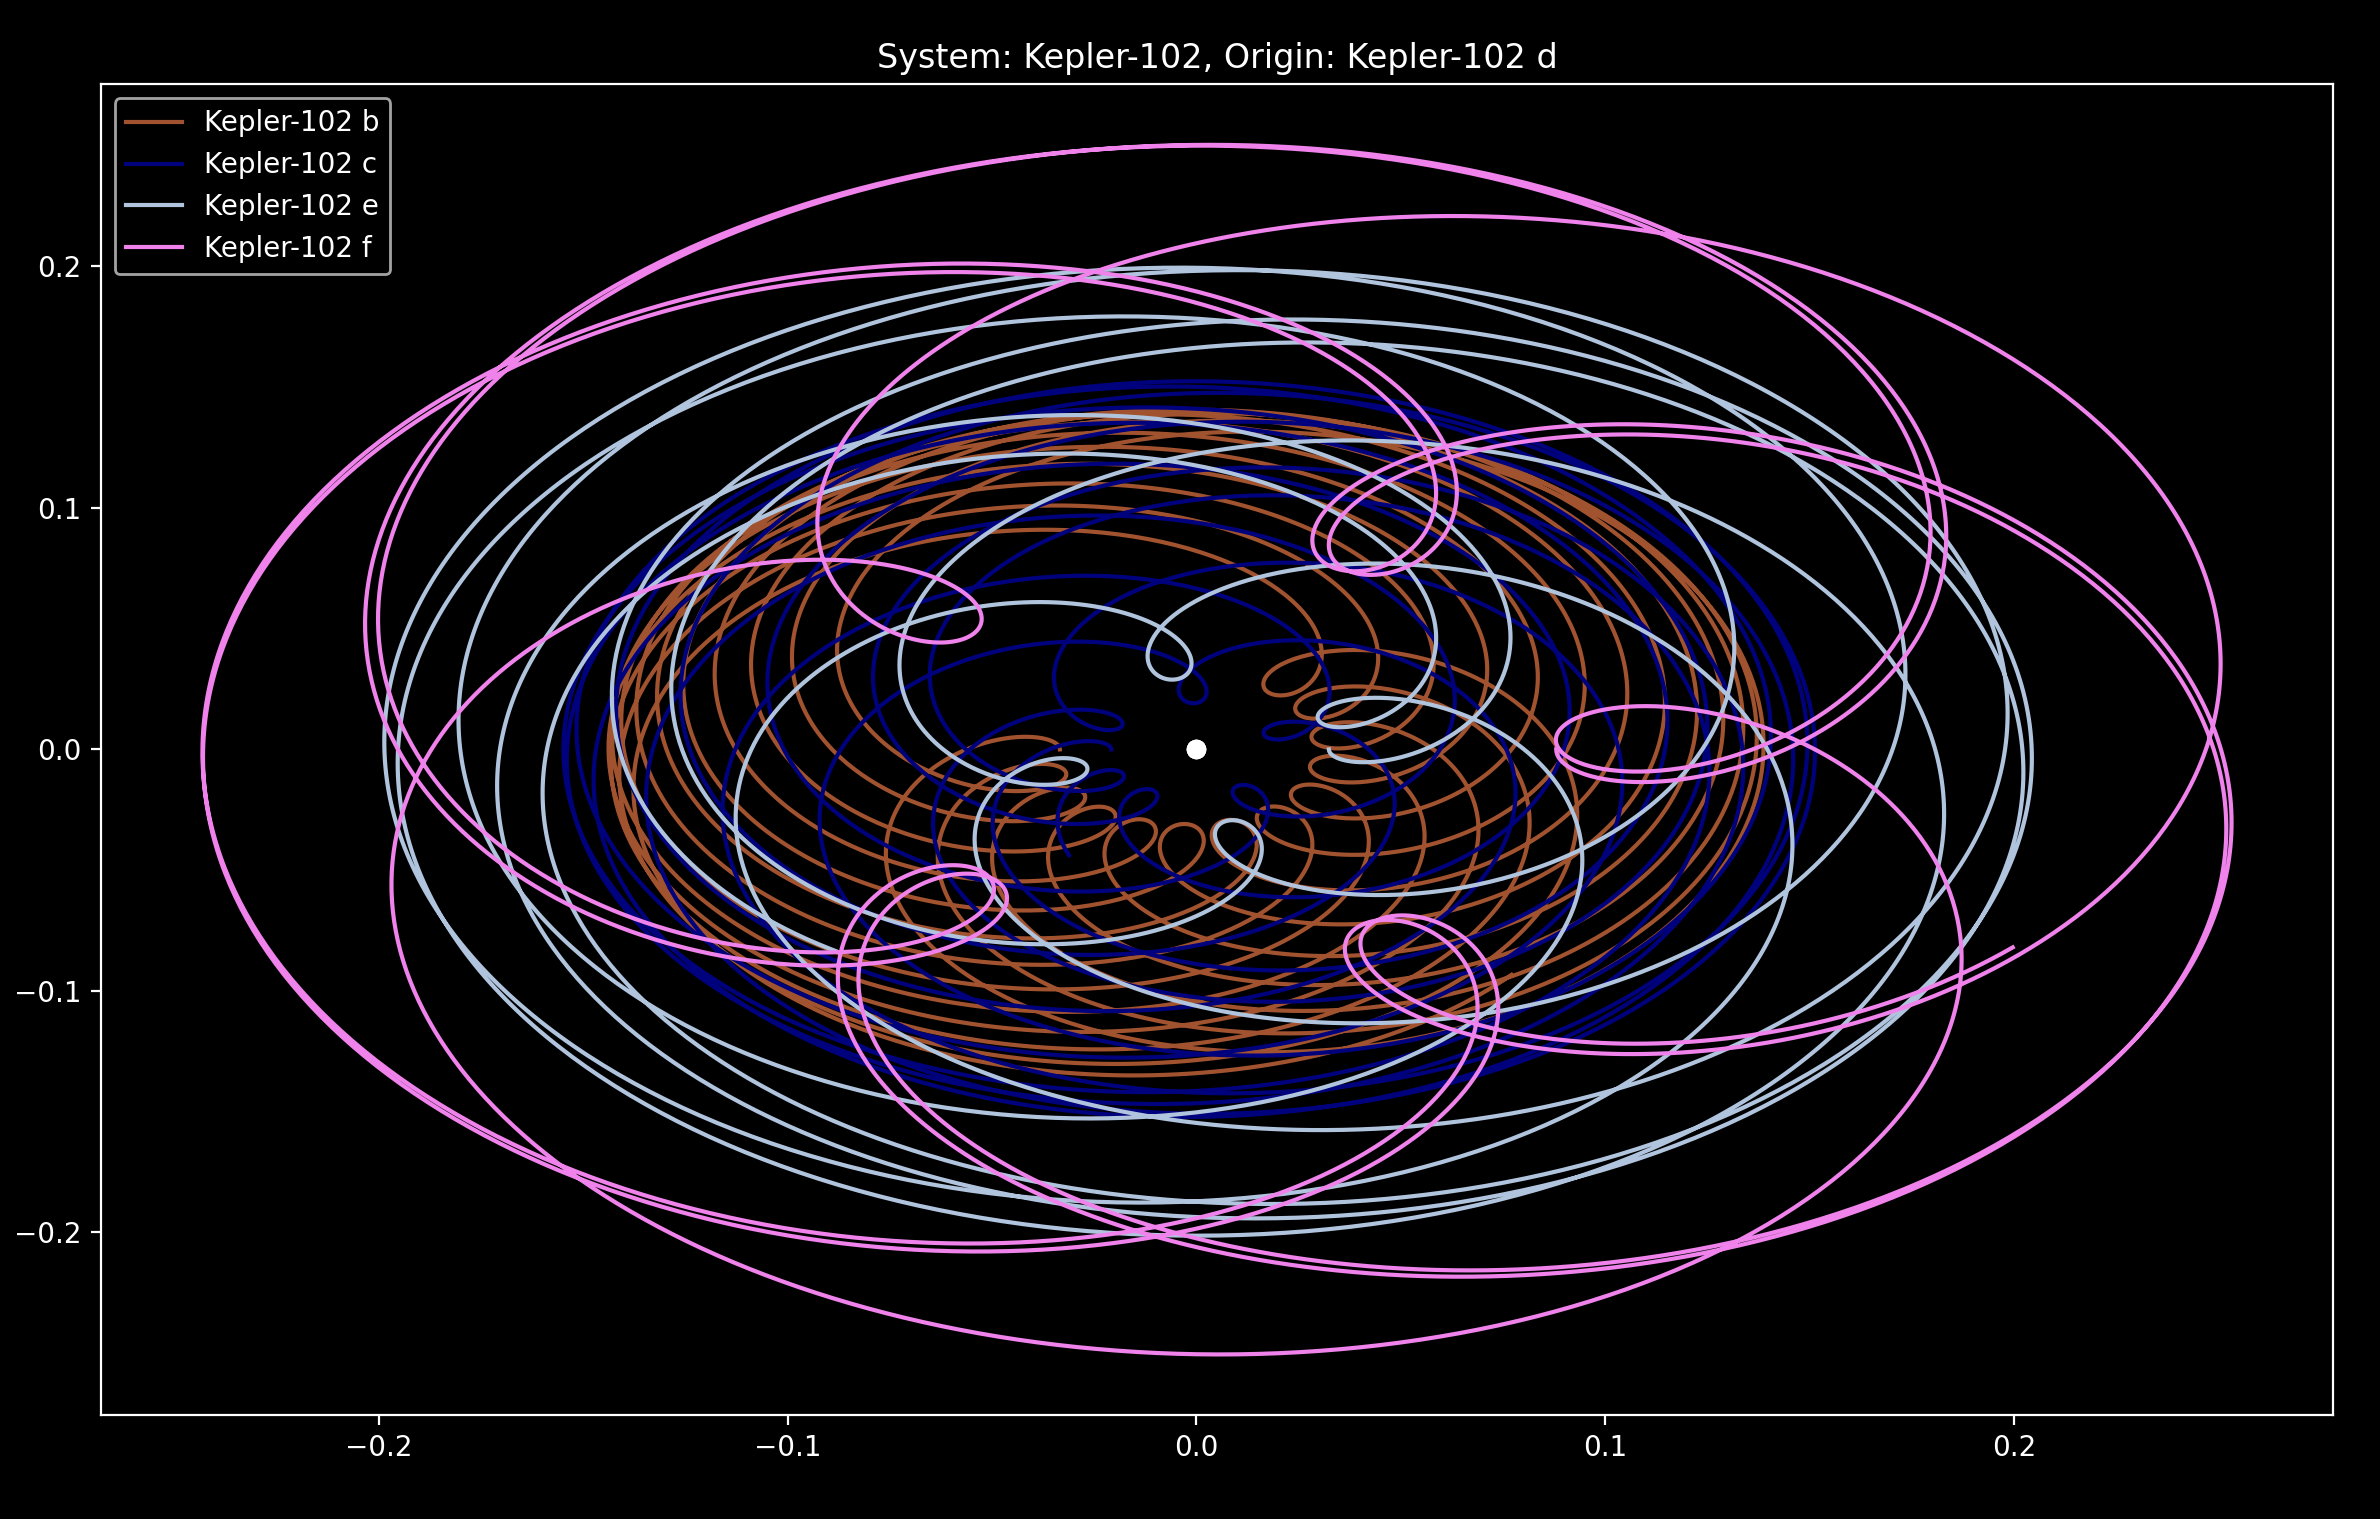 System: Kepler-102, Origin: Kepler-102 d
Kepler-102 b
Kepler-102 c
Kepler-102 e
Kepler-102 f
0.2
0.1
0.0
−0.1
−0.2
−0.2 −0.1 0.0 0.1 0.2